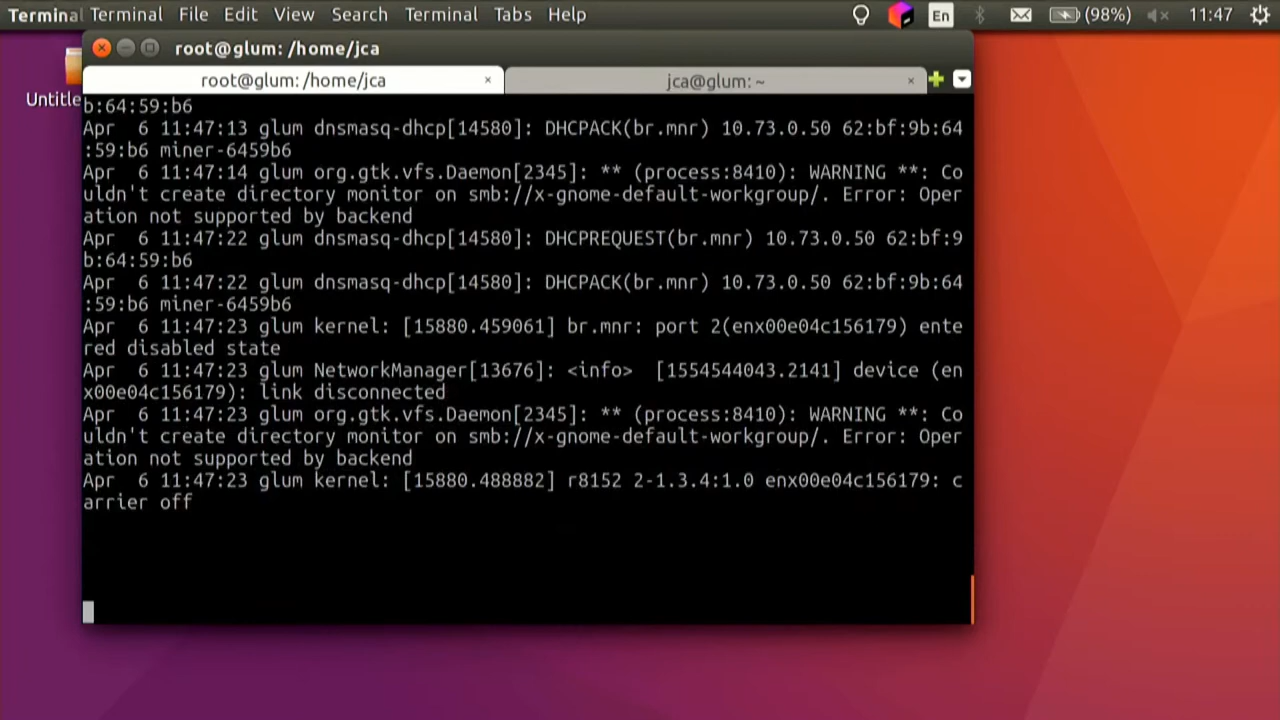 Terminal Terminal File Edit View Search Terminal Tabs Help En (98%) 11:47
root@glum: /home/jca
root@glum: /home/jca × jca@glum: ~ ×
Untitle
b:64:59:b6
Apr  6 11:47:13 glum dnsmasq-dhcp[14580]: DHCPACK(br.mnr) 10.73.0.50 62:bf:9b:64
:59:b6 miner-6459b6
Apr  6 11:47:14 glum org.gtk.vfs.Daemon[2345]: ** (process:8410): WARNING **: Co
uldn't create directory monitor on smb://x-gnome-default-workgroup/. Error: Oper
ation not supported by backend
Apr  6 11:47:22 glum dnsmasq-dhcp[14580]: DHCPREQUEST(br.mnr) 10.73.0.50 62:bf:9
b:64:59:b6
Apr  6 11:47:22 glum dnsmasq-dhcp[14580]: DHCPACK(br.mnr) 10.73.0.50 62:bf:9b:64
:59:b6 miner-6459b6
Apr  6 11:47:23 glum kernel: [15880.459061] br.mnr: port 2(enx00e04c156179) ente
red disabled state
Apr  6 11:47:23 glum NetworkManager[13676]: <info>  [1554544043.2141] device (en
x00e04c156179): link disconnected
Apr  6 11:47:23 glum org.gtk.vfs.Daemon[2345]: ** (process:8410): WARNING **: Co
uldn't create directory monitor on smb://x-gnome-default-workgroup/. Error: Oper
ation not supported by backend
Apr  6 11:47:23 glum kernel: [15880.488882] r8152 2-1.3.4:1.0 enx00e04c156179: c
arrier off